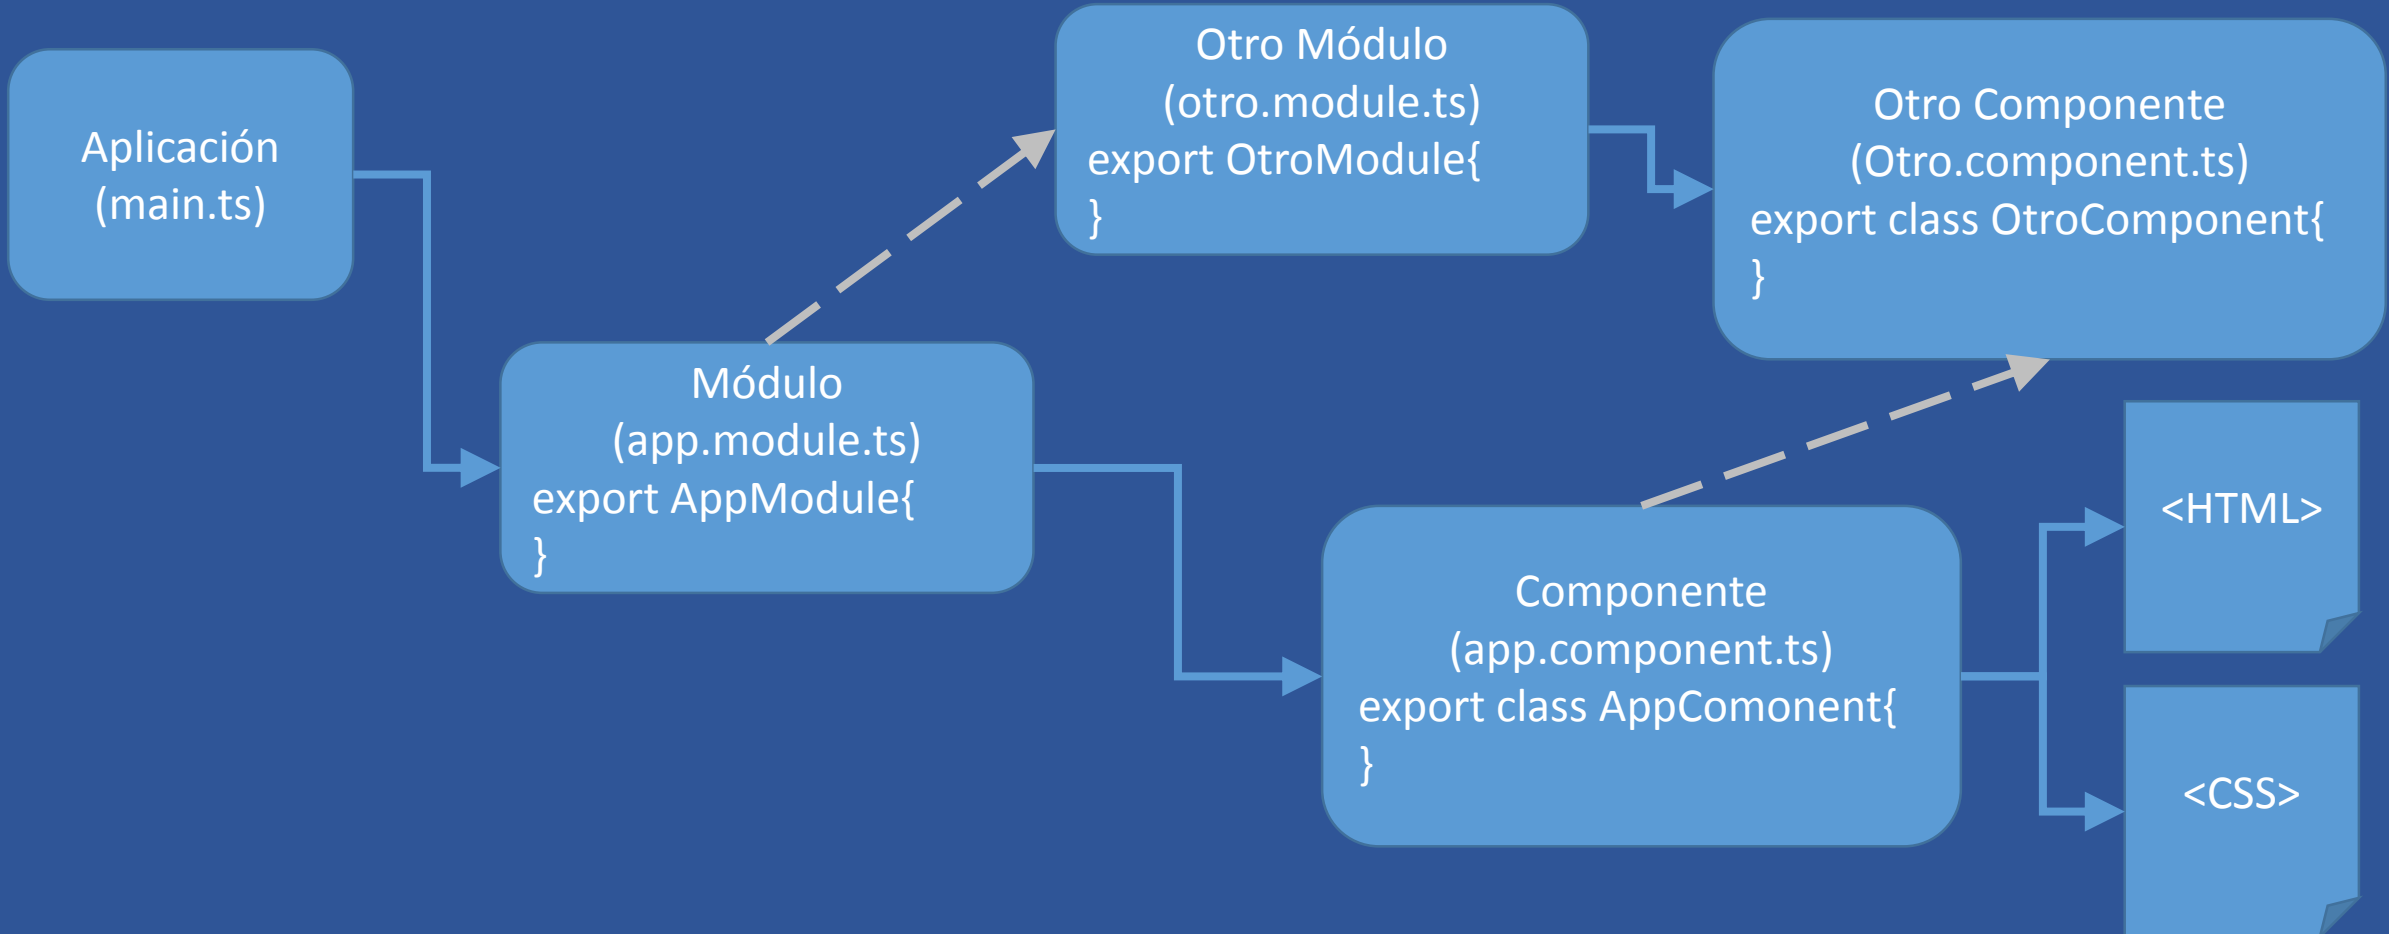 Aplicación
(main.ts)
Módulo
(app.module.ts)
export AppModule{
}
Otro Módulo
(otro.module.ts)
export OtroModule{
}
Otro Componente
(Otro.component.ts)
export class OtroComponent{
}
Componente
(app.component.ts)
export class AppComonent{
}
<HTML>
<CSS>